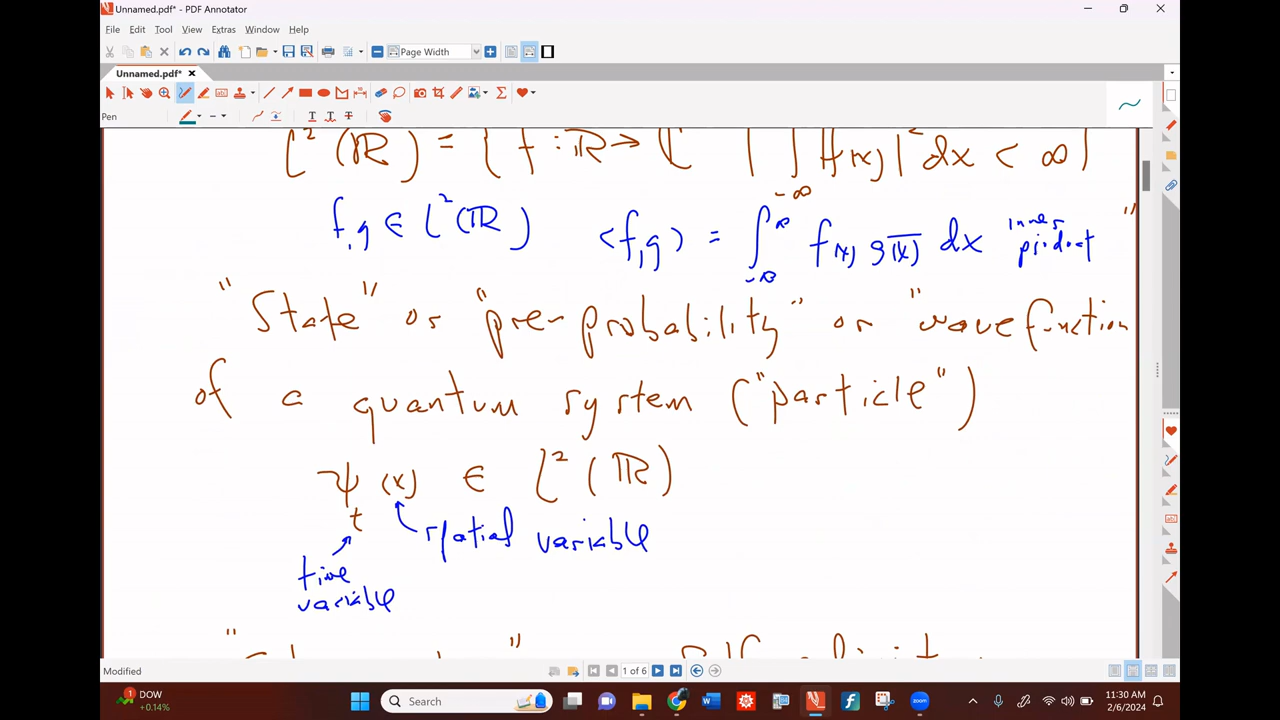 Unnamed.pdf* - PDF Annotator
File Edit Tool View Extras Window Help
Page Width
Unnamed.pdf*
Pen
L²(ℝ) = { f : ℝ → ℂ | ∫ |f(x)|² dx < ∞ }
-∞
f,g ∈ L²(ℝ) <f,g> = ∫ f(x) g(x)‾ dx inner product "
"State" or "pre-probability" or "wavefunction
of a quantum system ("particle")
ψ_t (x) ∈ L²(ℝ)
spatial variable
time
variable
Modified
1 of 6
DOW
+0.14%
Search
11:30 AM
2/6/2024